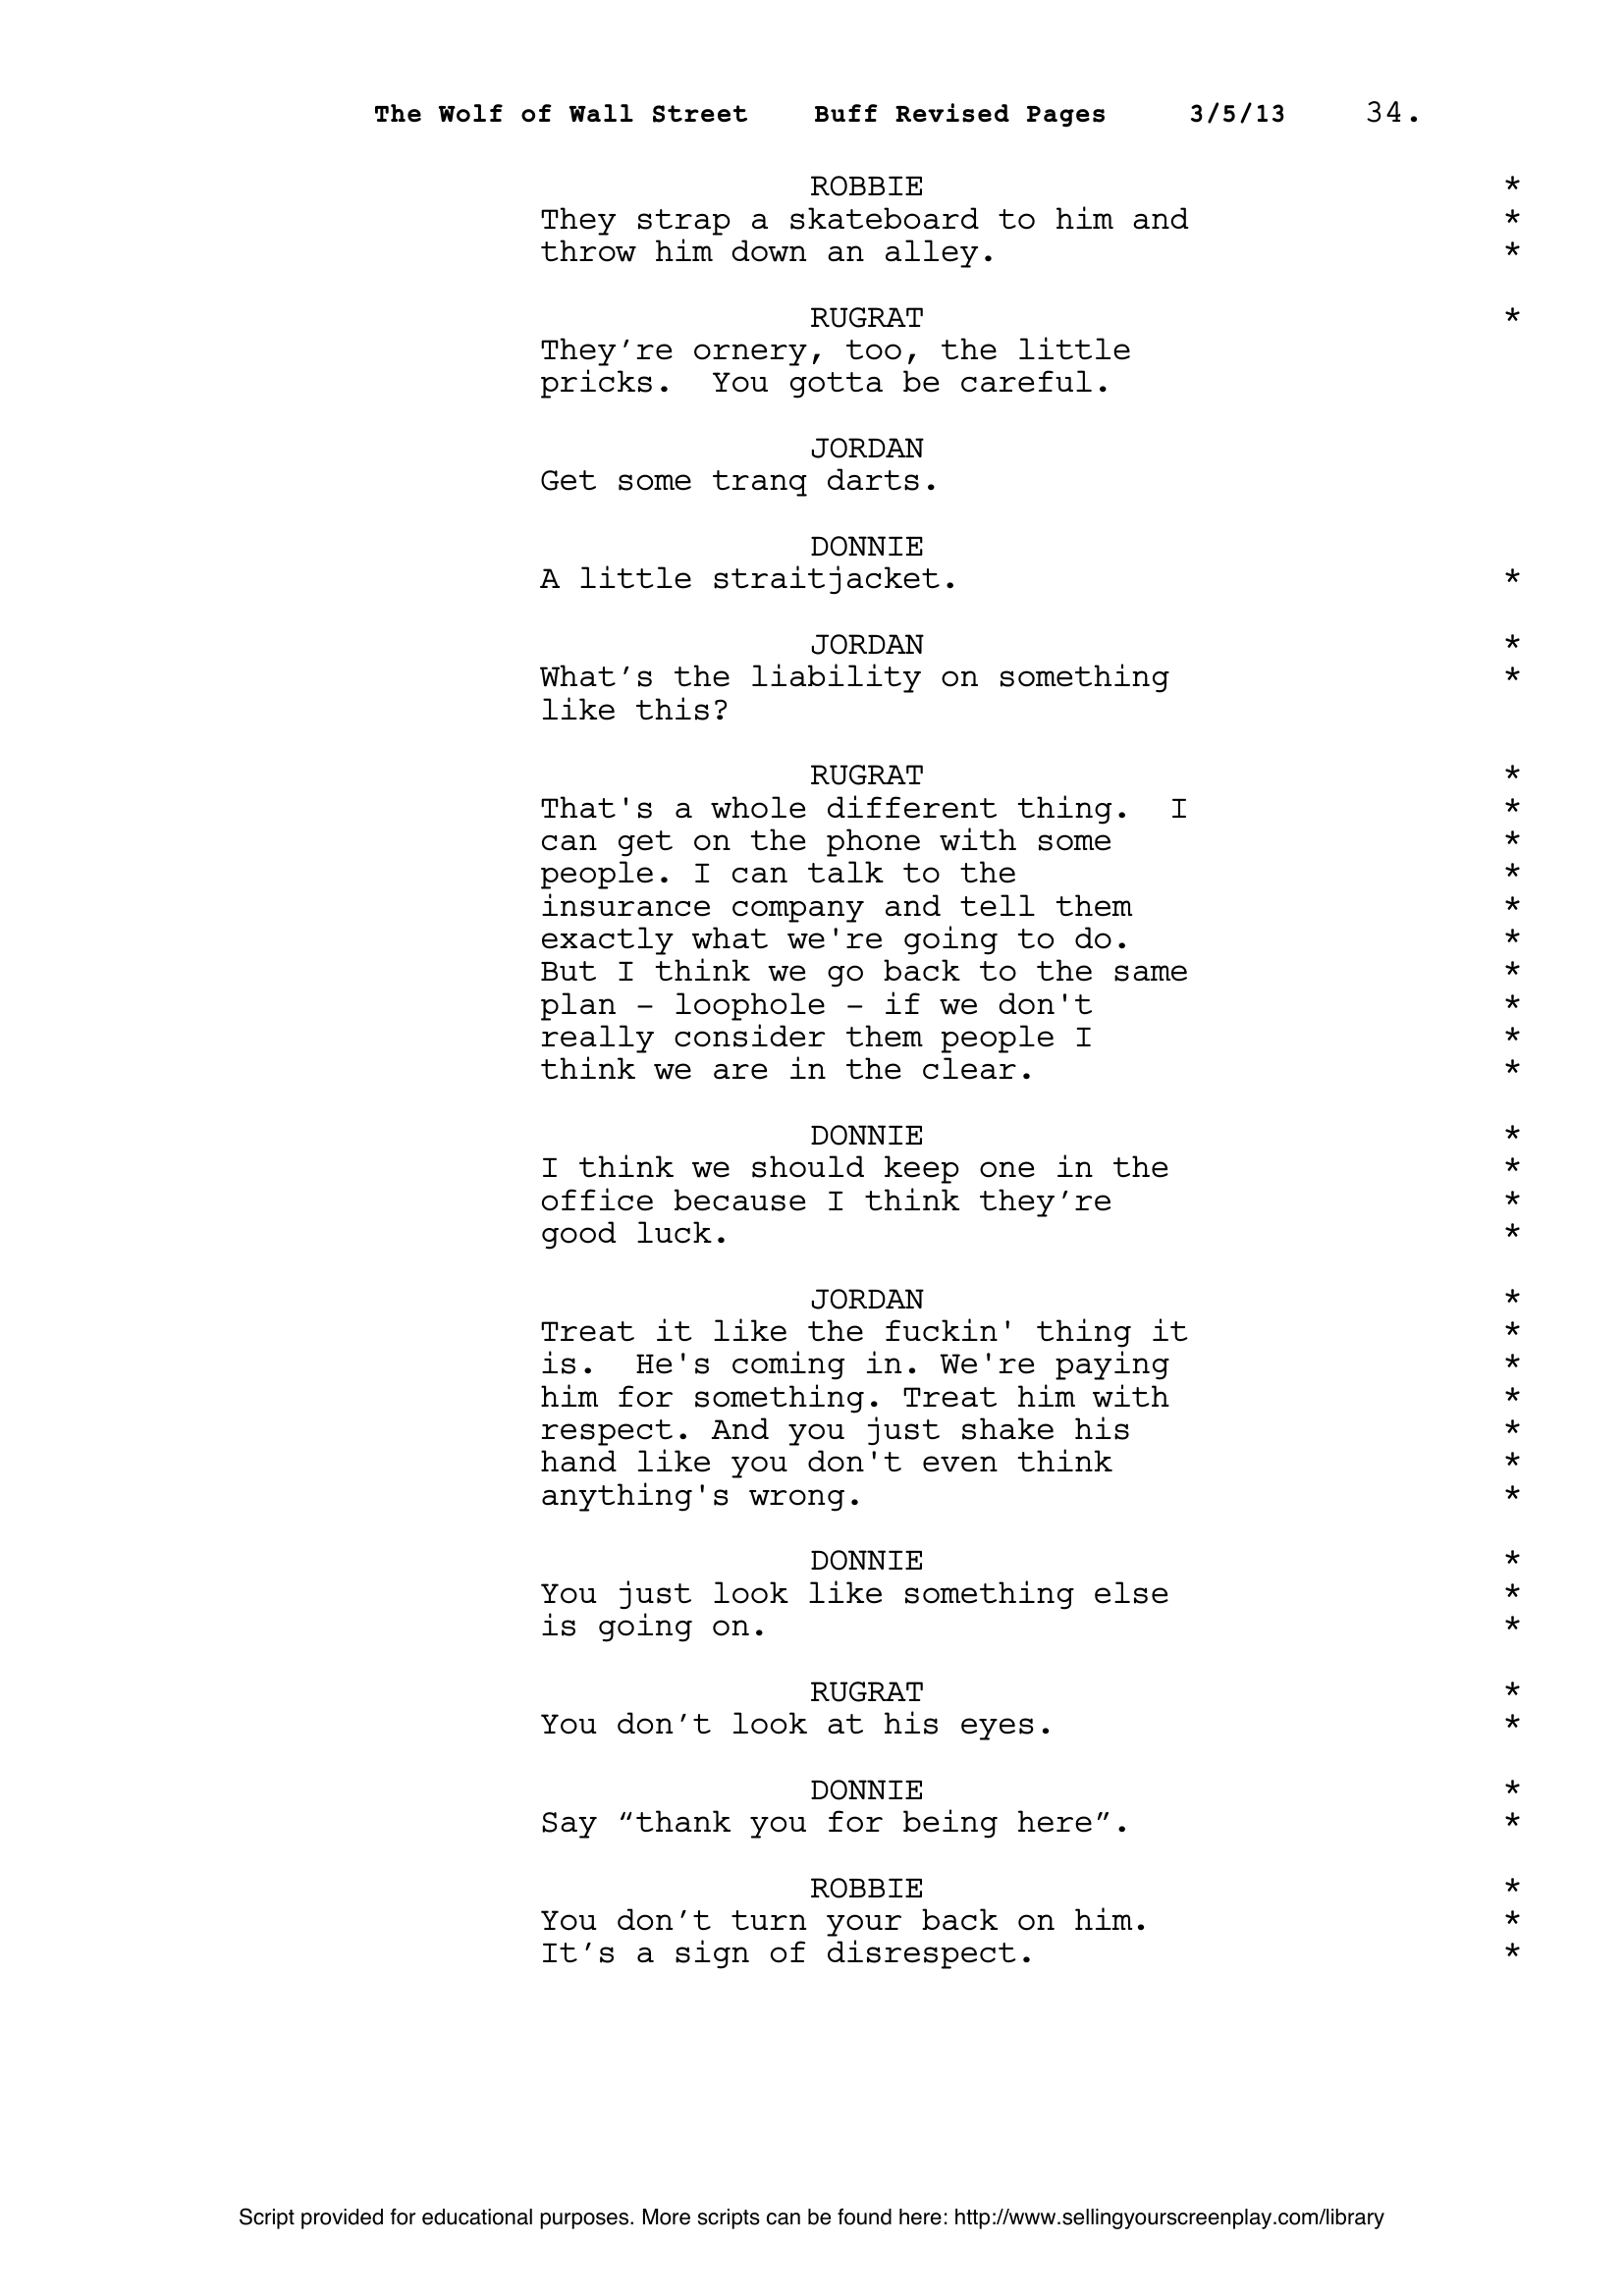 The Wolf of Wall Street    Buff Revised Pages    3/5/13    34.
ROBBIE *
They strap a skateboard to him and *
throw him down an alley. *
RUGRAT *
They’re ornery, too, the little
pricks.  You gotta be careful.
JORDAN
Get some tranq darts.
DONNIE
A little straitjacket. *
JORDAN *
What’s the liability on something *
like this?
RUGRAT *
That's a whole different thing.  I *
can get on the phone with some *
people. I can talk to the *
insurance company and tell them *
exactly what we're going to do. *
But I think we go back to the same *
plan – loophole – if we don't *
really consider them people I *
think we are in the clear. *
DONNIE *
I think we should keep one in the *
office because I think they’re *
good luck. *
JORDAN *
Treat it like the fuckin' thing it *
is.  He's coming in. We're paying *
him for something. Treat him with *
respect. And you just shake his *
hand like you don't even think *
anything's wrong. *
DONNIE *
You just look like something else *
is going on. *
RUGRAT *
You don’t look at his eyes. *
DONNIE *
Say “thank you for being here”. *
ROBBIE *
You don’t turn your back on him. *
It’s a sign of disrespect. *
Script provided for educational purposes. More scripts can be found here: http://www.sellingyourscreenplay.com/library